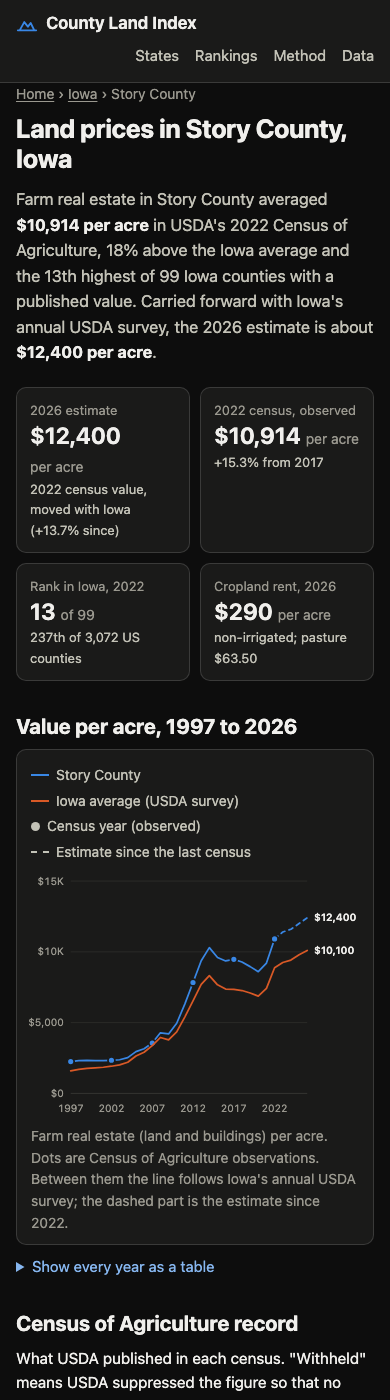 County Land Index
States Rankings Method Data
Home › Iowa › Story County
Land prices in Story County,
Iowa
Farm real estate in Story County averaged
$10,914 per acre in USDA's 2022 Census of
Agriculture, 18% above the Iowa average and
the 13th highest of 99 Iowa counties with a
published value. Carried forward with Iowa's
annual USDA survey, the 2026 estimate is about
$12,400 per acre.
2026 estimate
$12,400
per acre
2022 census value,
moved with Iowa
(+13.7% since)
2022 census, observed
$10,914 per acre
+15.3% from 2017
Rank in Iowa, 2022
13 of 99
237th of 3,072 US
counties
Cropland rent, 2026
$290 per acre
non-irrigated; pasture
$63.50
Value per acre, 1997 to 2026
Story County
Iowa average (USDA survey)
Census year (observed)
Estimate since the last census
$15K
$12,400
$10K
$10,100
$5,000
$0
1997 2002 2007 2012 2017 2022
Farm real estate (land and buildings) per acre.
Dots are Census of Agriculture observations.
Between them the line follows Iowa's annual USDA
survey; the dashed part is the estimate since
2022.
Show every year as a table
Census of Agriculture record
What USDA published in each census. "Withheld"
means USDA suppressed the figure so that no